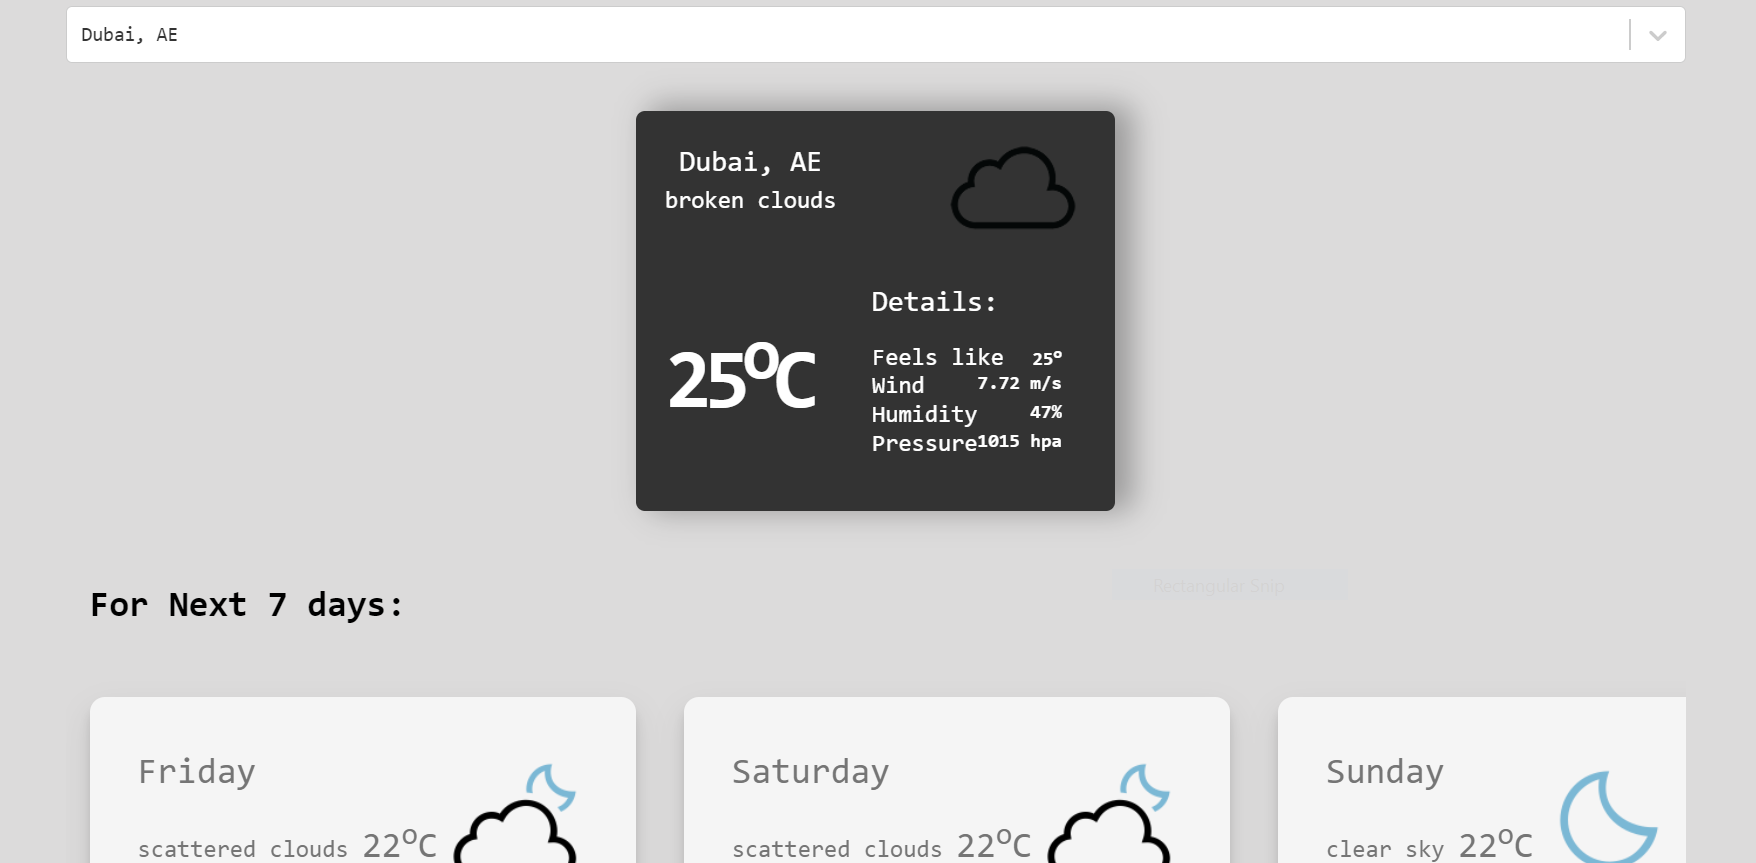 Dubai, AE
Dubai, AE
broken clouds
Details:
25°C
Feels like 25°
Wind 7.72 m/s
Humidity 47%
Pressure 1015 hpa
Rectangular Snip
For Next 7 days:
Friday
scattered clouds 22°C
Saturday
scattered clouds 22°C
Sunday
clear sky 22°C